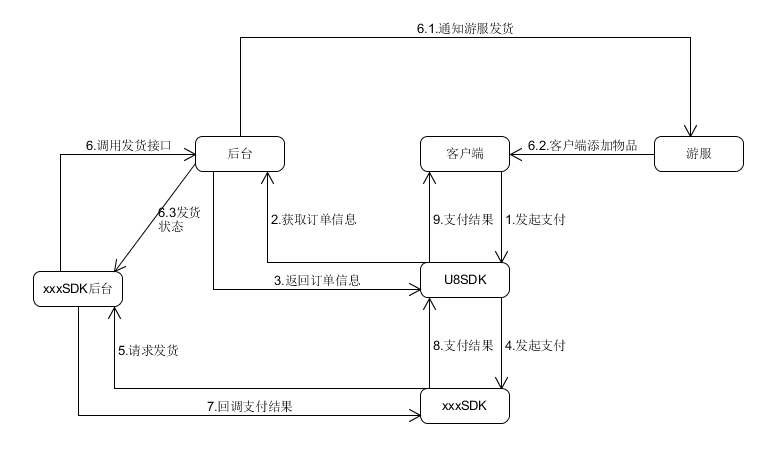 6.1.通知游服发货
6.调用发货接口
后台
客户端
6.2.客户端添加物品
游服
6.3发货
状态
2.获取订单信息
9.支付结果
1.发起支付
xxxSDK后台
3.返回订单信息
U8SDK
5.请求发货
8.支付结果
4.发起支付
7.回调支付结果
xxxSDK